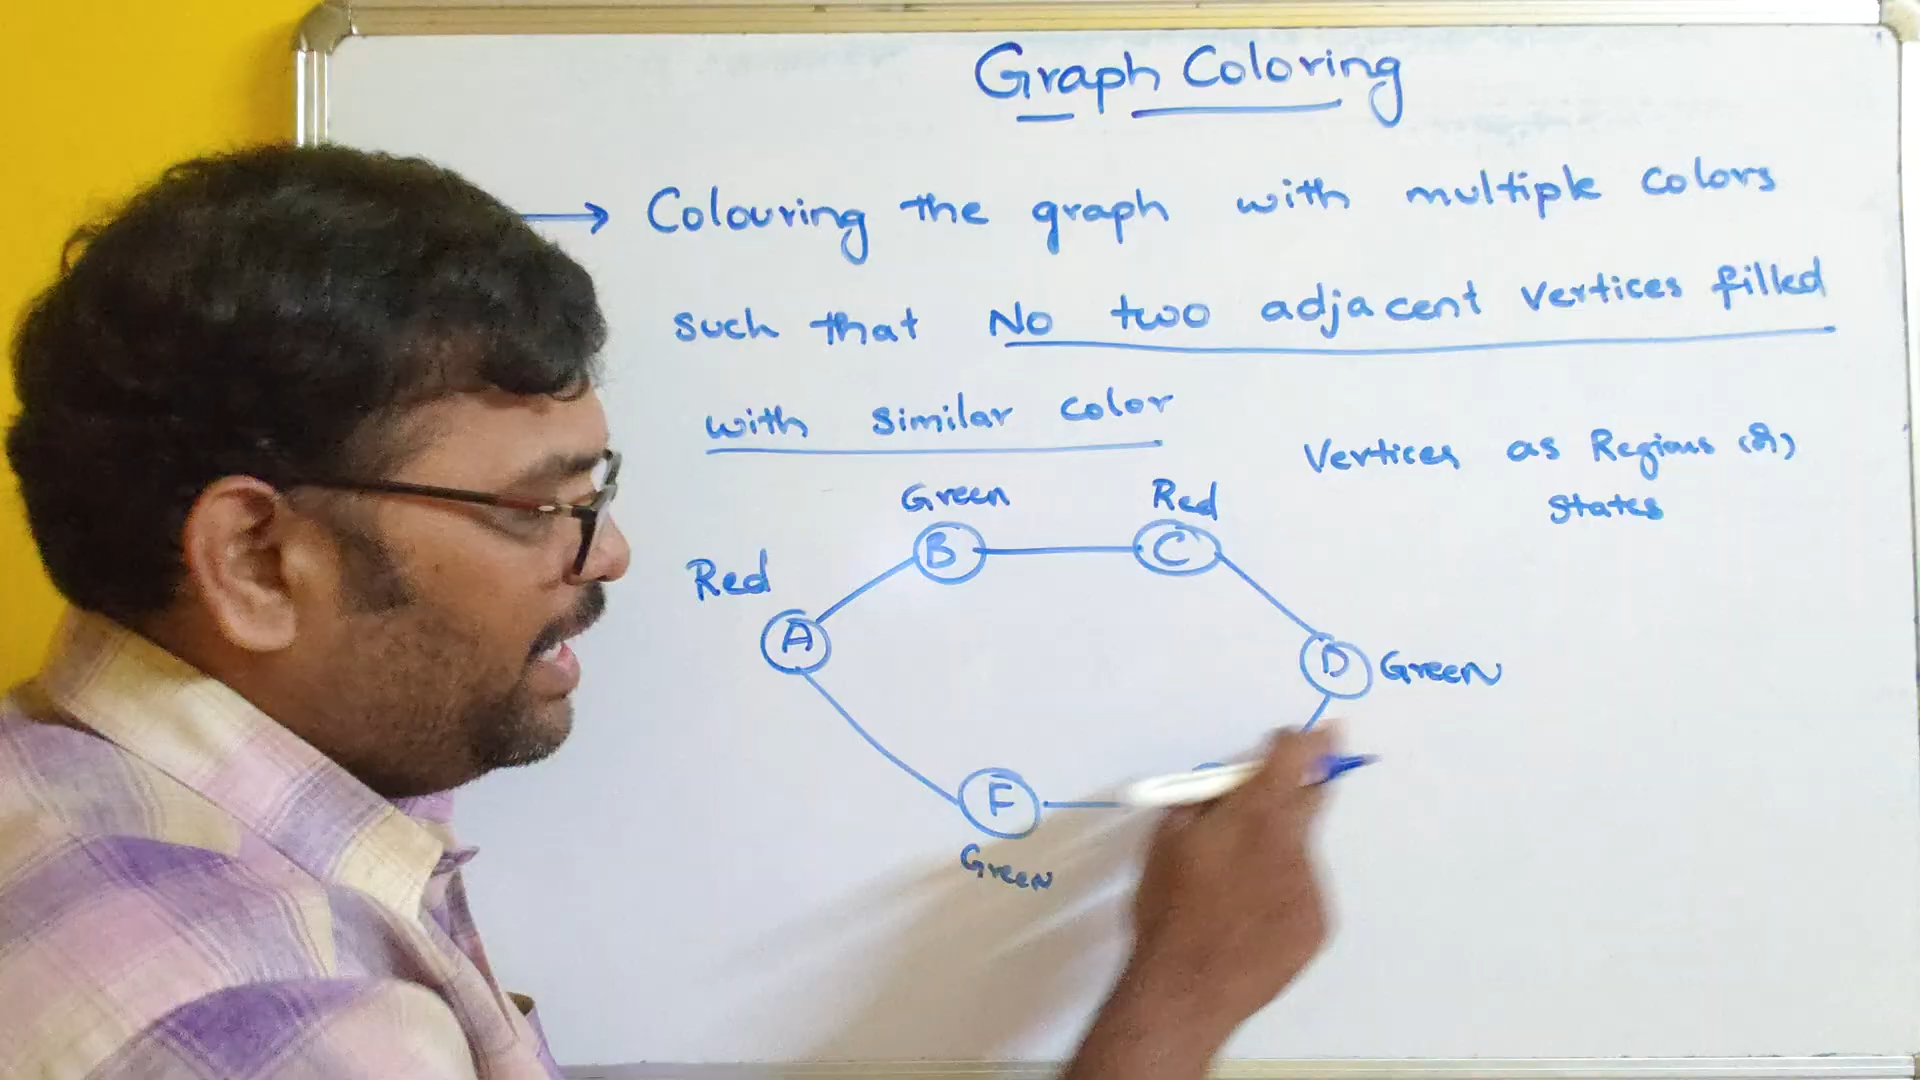 Graph Coloring
→ Colouring the graph with multiple colors
such that No two adjacent vertices filled
with similar color
Vertices as Regions (or)
States
Green
Red
B
C
Red
A
D
Green
F
Green